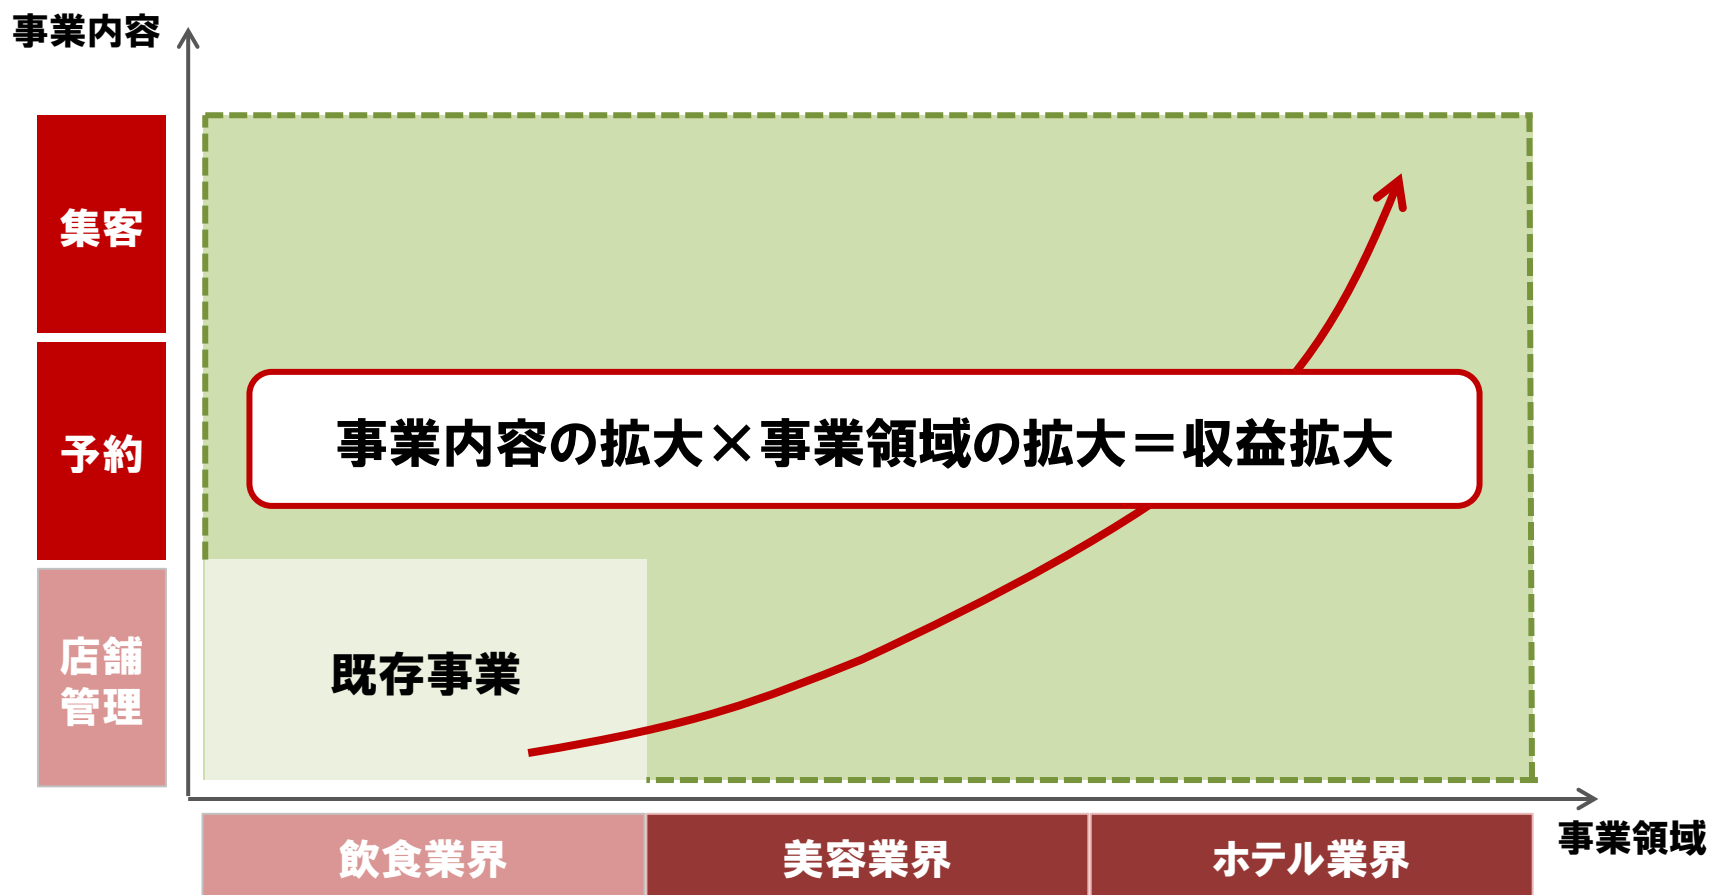 事業内容
集客
予約
店舗
管理
事業内容の拡大×事業領域の拡大＝収益拡大
既存事業
飲食業界
美容業界
ホテル業界
事業領域